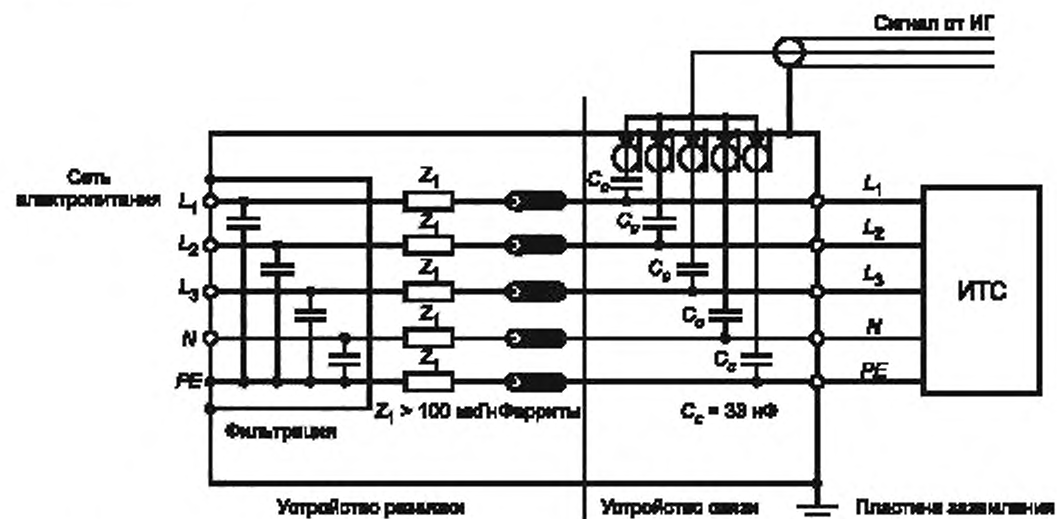 Сигнал от ИГ
Сеть
электропитания
L₁
L₂
L₃
N
PE
Z₁
Z₁
Z₁
Z₁
Z₁
Cc
Cc
Cc
Cc
Cc
L₁
L₂
L₃
N
PE
ИТС
Z₁ > 100 мкГн
Ферриты
Cc = 33 нФ
Фильтрация
Устройство развязки
Устройство связи
Пластина заземления